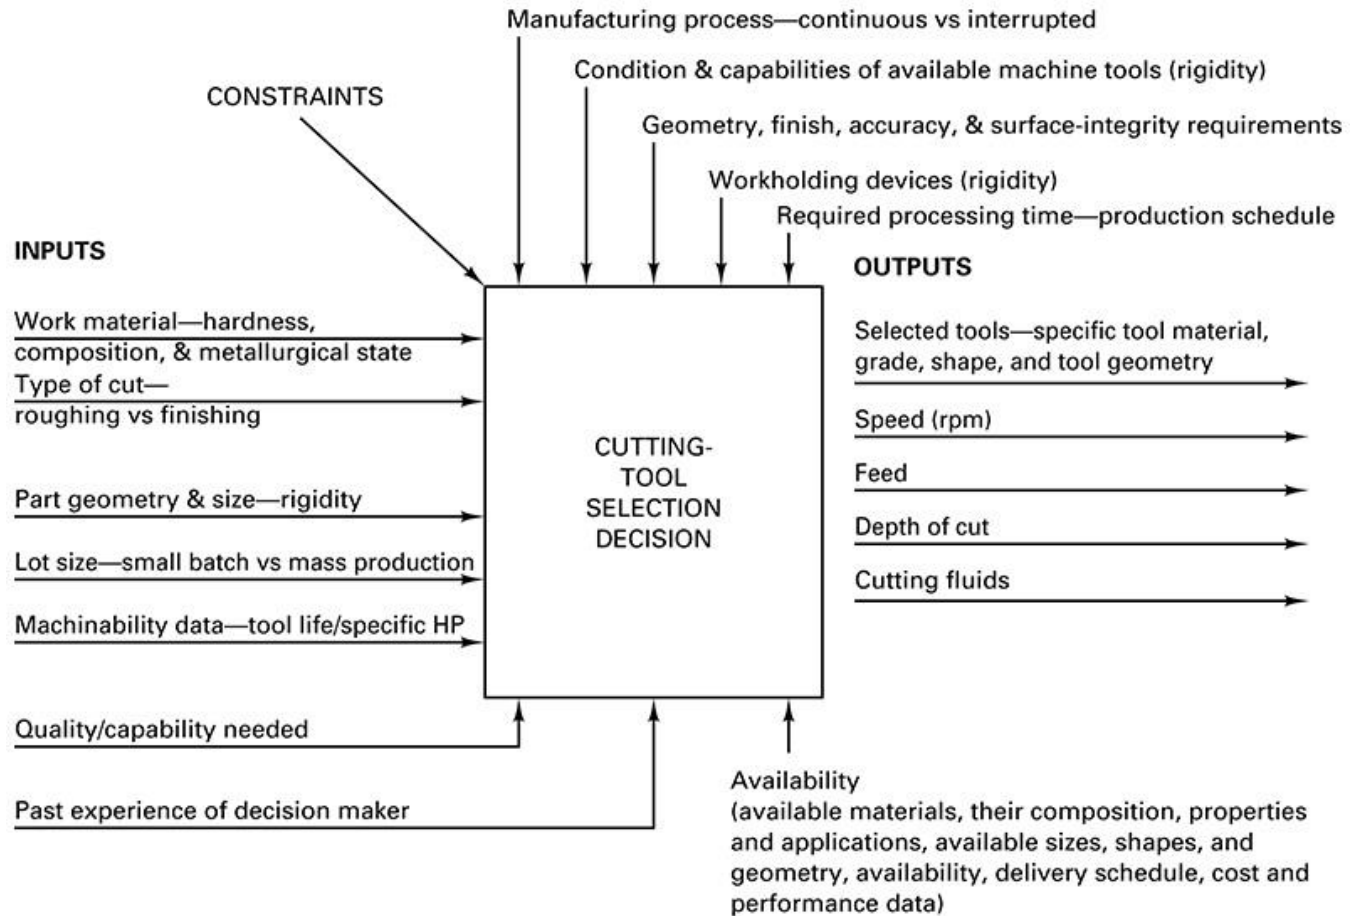 Manufacturing process—continuous vs interrupted
Condition & capabilities of available machine tools (rigidity)
CONSTRAINTS
Geometry, finish, accuracy, & surface-integrity requirements
Workholding devices (rigidity)
Required processing time—production schedule
INPUTS
Work material—hardness,
composition, & metallurgical state
Type of cut—
roughing vs finishing
Part geometry & size—rigidity
Lot size—small batch vs mass production
Machinability data—tool life/specific HP
Quality/capability needed
Past experience of decision maker
CUTTING-
TOOL
SELECTION
DECISION
OUTPUTS
Selected tools—specific tool material,
grade, shape, and tool geometry
Speed (rpm)
Feed
Depth of cut
Cutting fluids
Availability
(available materials, their composition, properties
and applications, available sizes, shapes, and
geometry, availability, delivery schedule, cost and
performance data)